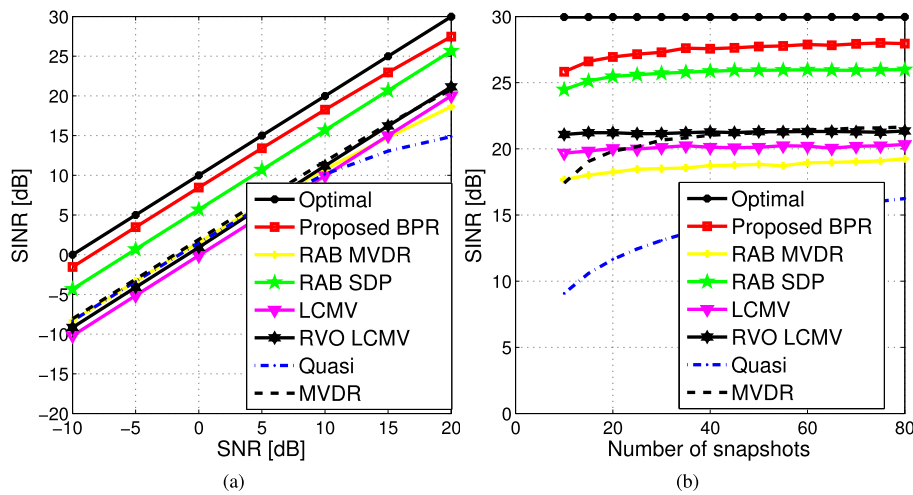 30
25
20
15
10
5
0
−5
−10
−15
−20
−10
−5
0
5
10
15
20
SINR [dB]
SNR [dB]
Optimal
Proposed BPR
RAB MVDR
RAB SDP
LCMV
RVO LCMV
Quasi
MVDR
(a)
30
25
20
15
10
5
0
0
20
40
60
80
SINR [dB]
Number of snapshots
Optimal
Proposed BPR
RAB MVDR
RAB SDP
LCMV
RVO LCMV
Quasi
MVDR
(b)